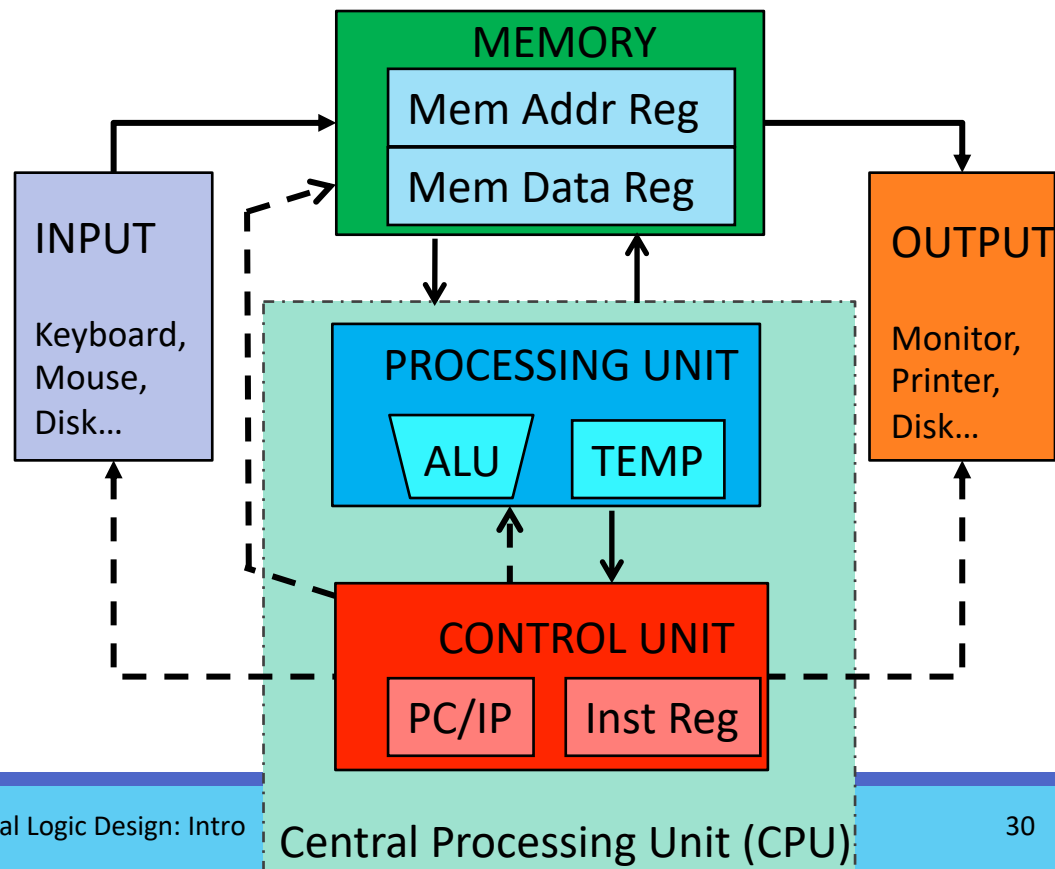 MEMORY
Mem Addr Reg
Mem Data Reg
INPUT
Keyboard,
Mouse,
Disk...
OUTPUT
Monitor,
Printer,
Disk...
PROCESSING UNIT
ALU
TEMP
CONTROL UNIT
PC/IP
Inst Reg
al Logic Design: Intro
Central Processing Unit (CPU)
30